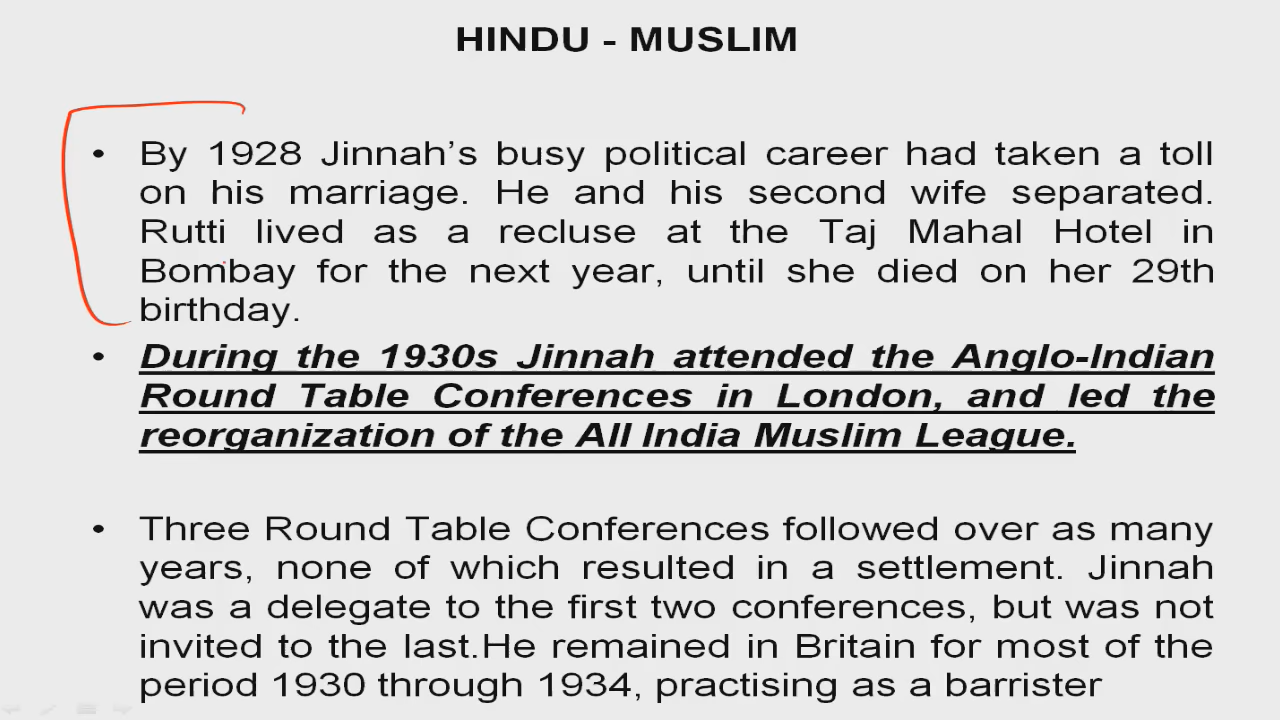 HINDU - MUSLIM
• By 1928 Jinnah’s busy political career had taken a toll
on his marriage. He and his second wife separated.
Rutti lived as a recluse at the Taj Mahal Hotel in
Bombay for the next year, until she died on her 29th
birthday.
• During the 1930s Jinnah attended the Anglo-Indian
Round Table Conferences in London, and led the
reorganization of the All India Muslim League.
• Three Round Table Conferences followed over as many
years, none of which resulted in a settlement. Jinnah
was a delegate to the first two conferences, but was not
invited to the last.He remained in Britain for most of the
period 1930 through 1934, practising as a barrister